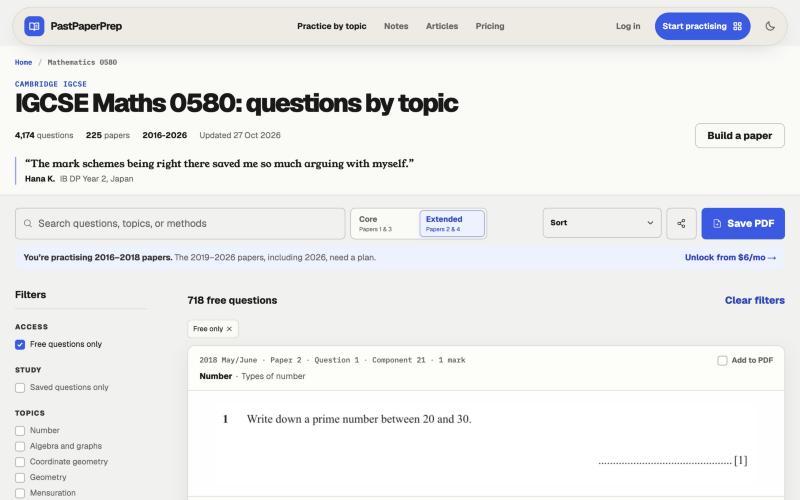 PastPaperPrep
Practice by topic Notes Articles Pricing Log in Start practising
Home / Mathematics 0580
CAMBRIDGE IGCSE
IGCSE Maths 0580: questions by topic
4,174 questions 225 papers 2016-2026 Updated 27 Oct 2026
Build a paper
“The mark schemes being right there saved me so much arguing with myself.”
Hana K. IB DP Year 2, Japan
Search questions, topics, or methods
Core
Papers 1 & 3
Extended
Papers 2 & 4
Sort
Save PDF
You're practising 2016–2018 papers. The 2019–2026 papers, including 2026, need a plan. Unlock from $6/mo →
Filters
ACCESS
Free questions only
STUDY
Saved questions only
TOPICS
Number
Algebra and graphs
Coordinate geometry
Geometry
Mensuration
718 free questions Clear filters
Free only ×
2018 May/June · Paper 2 · Question 1 · Component 21 · 1 mark Add to PDF
Number · Types of number
1 Write down a prime number between 20 and 30.
.............................................. [1]